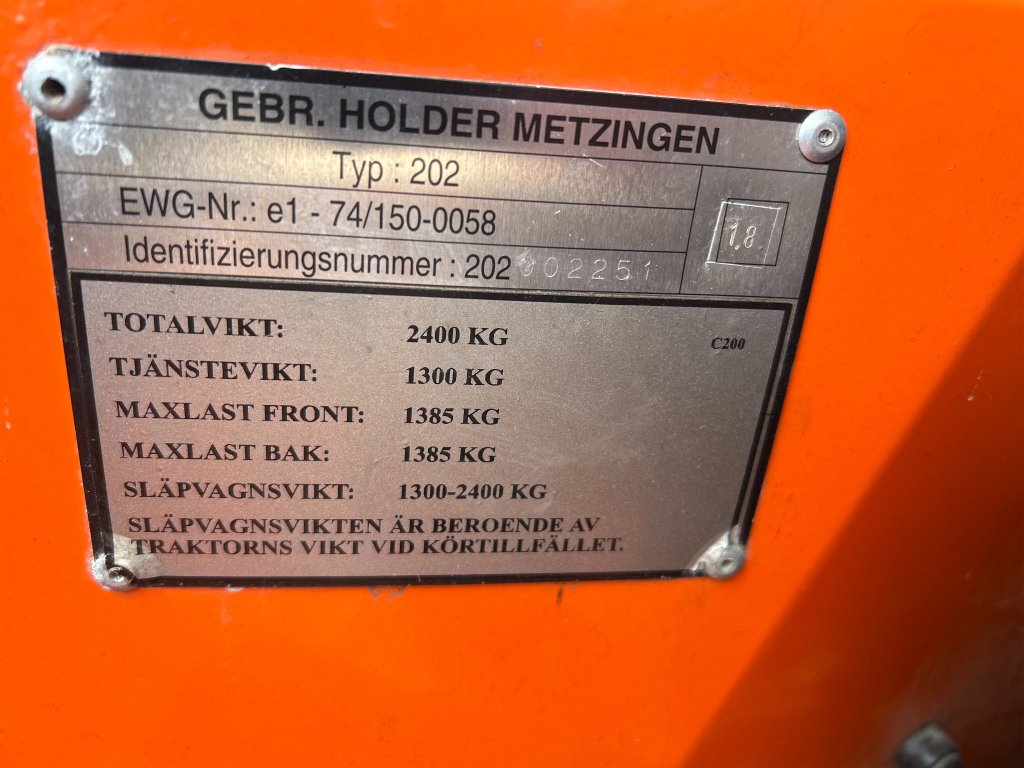 GEBR. HOLDER METZINGEN
Typ : 202
EWG-Nr.: e1 - 74/150-0058
1.8.
Identifizierungsnummer : 202 002251
TOTALVIKT: 2400 KG C200
TJÄNSTEVIKT: 1300 KG
MAXLAST FRONT: 1385 KG
MAXLAST BAK: 1385 KG
SLÄPVAGNSVIKT: 1300-2400 KG
SLÄPVAGNSVIKTEN ÄR BEROENDE AV
TRAKTORNS VIKT VID KÖRTILLFÄLLET.